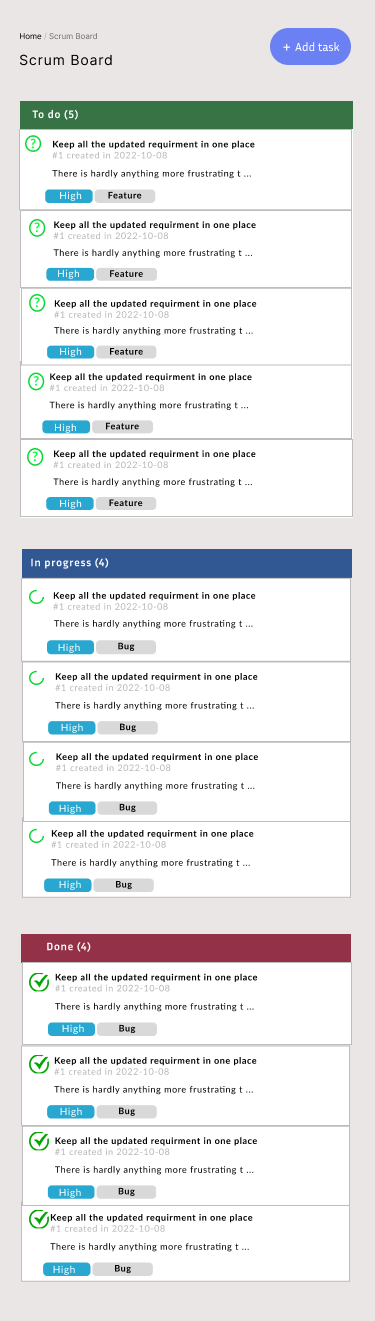 Home / Scrum Board
Scrum Board
+ Add task
To do (5)
Keep all the updated requirment in one place
#1 created in 2022-10-08
There is hardly anything more frustrating t ...
High Feature
Keep all the updated requirment in one place
#1 created in 2022-10-08
There is hardly anything more frustrating t ...
High Feature
Keep all the updated requirment in one place
#1 created in 2022-10-08
There is hardly anything more frustrating t ...
High Feature
Keep all the updated requirment in one place
#1 created in 2022-10-08
There is hardly anything more frustrating t ...
High Feature
Keep all the updated requirment in one place
#1 created in 2022-10-08
There is hardly anything more frustrating t ...
High Feature
In progress (4)
Keep all the updated requirment in one place
#1 created in 2022-10-08
There is hardly anything more frustrating t ...
High Bug
Keep all the updated requirment in one place
#1 created in 2022-10-08
There is hardly anything more frustrating t ...
High Bug
Keep all the updated requirment in one place
#1 created in 2022-10-08
There is hardly anything more frustrating t ...
High Bug
Keep all the updated requirment in one place
#1 created in 2022-10-08
There is hardly anything more frustrating t ...
High Bug
Done (4)
Keep all the updated requirment in one place
#1 created in 2022-10-08
There is hardly anything more frustrating t ...
High Bug
Keep all the updated requirment in one place
#1 created in 2022-10-08
There is hardly anything more frustrating t ...
High Bug
Keep all the updated requirment in one place
#1 created in 2022-10-08
There is hardly anything more frustrating t ...
High Bug
Keep all the updated requirment in one place
#1 created in 2022-10-08
There is hardly anything more frustrating t ...
High Bug